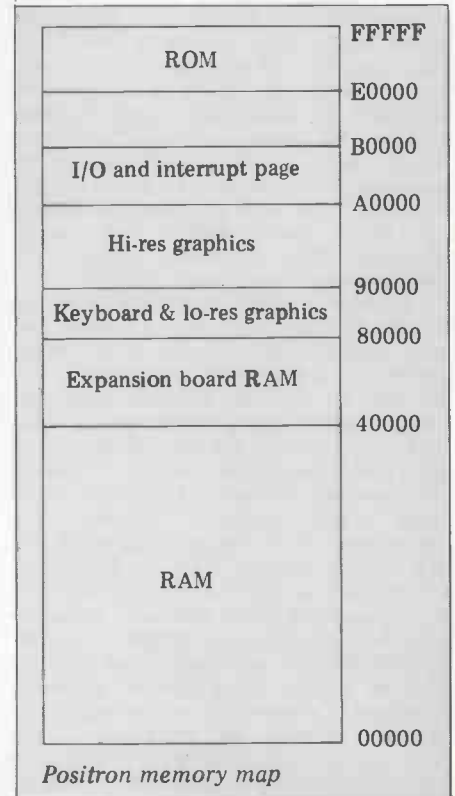 FFFFF
ROM
E0000
B0000
I/O and interrupt page
A0000
Hi-res graphics
90000
Keyboard & lo-res graphics
80000
Expansion board RAM
40000
RAM
00000
Positron memory map